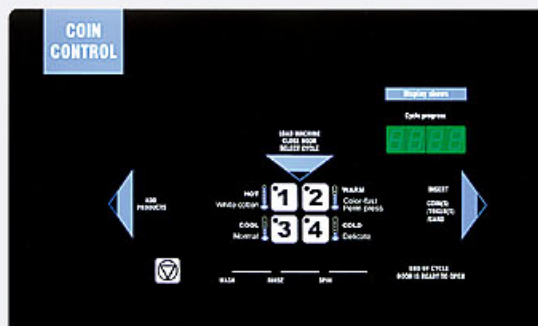 COIN
CONTROL
Display shows
Cycle progress
8888
LOAD MACHINE
CLOSE DOOR
SELECT CYCLE
HOT
White cotton
1
2
WARM
Color-fast
Perm press
ADD
PRODUCTS
INSERT
COIN(S)
/TOKEN(S)
/CARD
COOL
Normal
3
4
COLD
Delicate
WASH
RINSE
SPIN
END OF CYCLE
DOOR IS READY TO OPEN